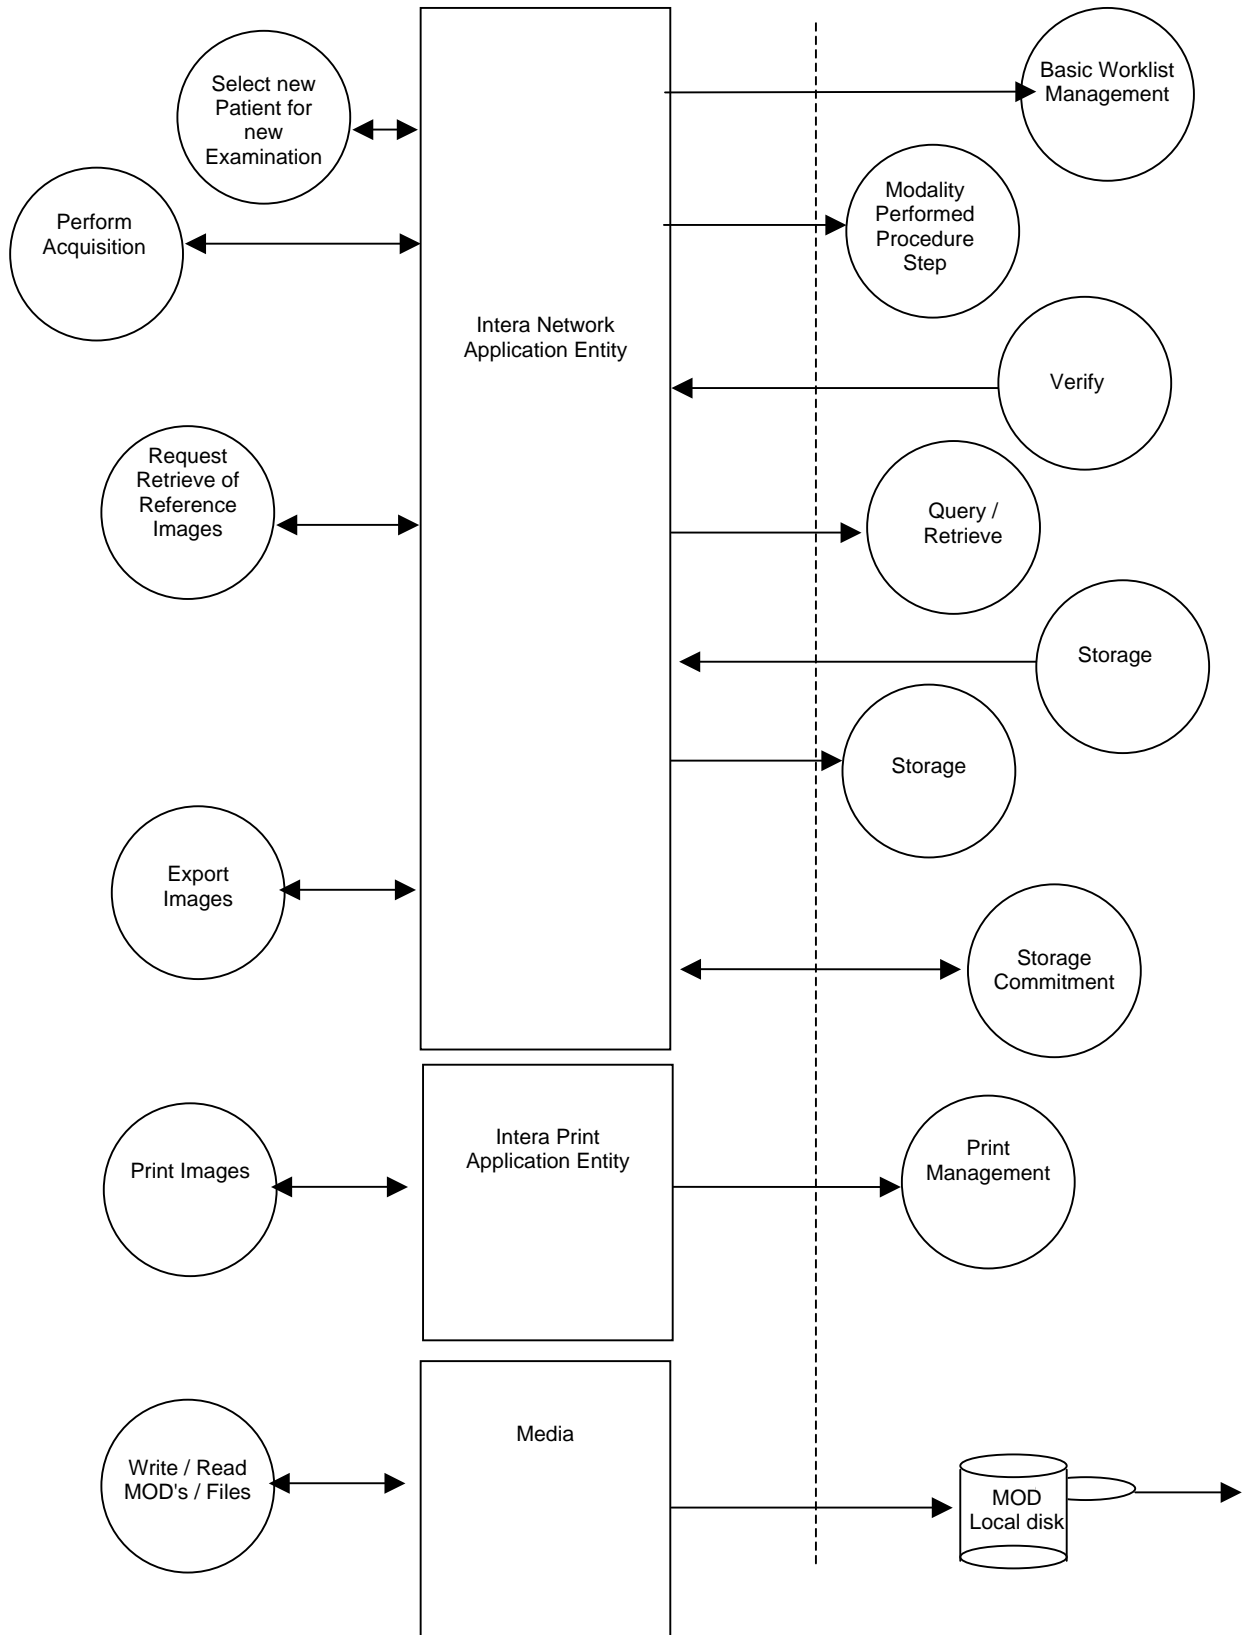 Select new
Patient for
new
Examination
Basic Worklist
Management
Perform
Acquisition
Modality
Performed
Procedure
Step
Intera Network
Application Entity
Verify
Request
Retrieve of
Reference
Images
Query /
Retrieve
Storage
Storage
Export
Images
Storage
Commitment
Intera Print
Application Entity
Print Images
Print
Management
Media
Write / Read
MOD's / Files
MOD
Local disk